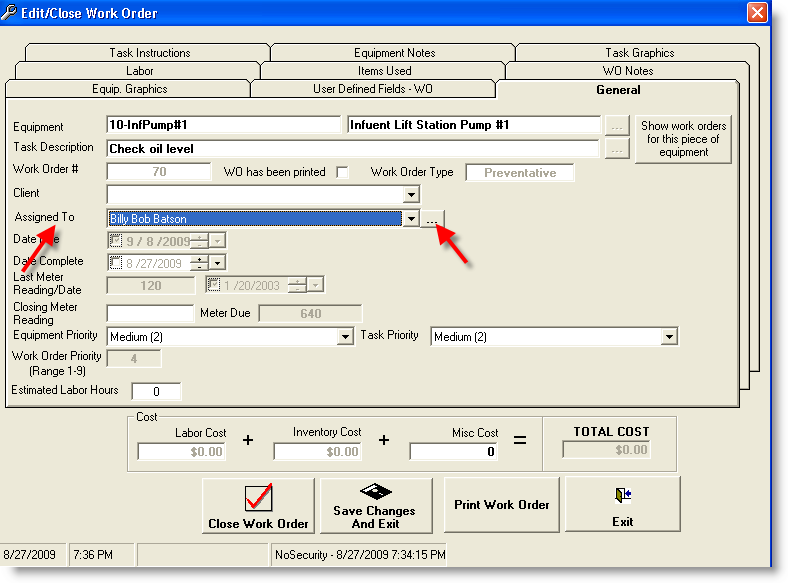 Edit/Close Work Order
Task Instructions Equipment Notes Task Graphics
Labor Items Used WO Notes
Equip. Graphics User Defined Fields - WO General
Equipment 10-InfPump#1 Infuent Lift Station Pump #1 ... Show work orders
for this piece of
equipment
Task Description Check oil level ...
Work Order # 70 WO has been printed Work Order Type Preventative
Client
Assigned To Billy Bob Batson ...
Date 9 / 8 /2009
Date Complete 8 /27/2009
Last Meter
Reading/Date 120 1 /20/2003
Closing Meter
Reading Meter Due 640
Equipment Priority Medium (2) Task Priority Medium (2)
Work Order Priority 4
(Range 1-9)
Estimated Labor Hours 0
Cost
Labor Cost Inventory Cost Misc Cost TOTAL COST
$0.00 + $0.00 + 0 = $0.00
Close Work Order Save Changes
And Exit Print Work Order Exit
8/27/2009 7:36 PM NoSecurity - 8/27/2009 7:34:15 PM